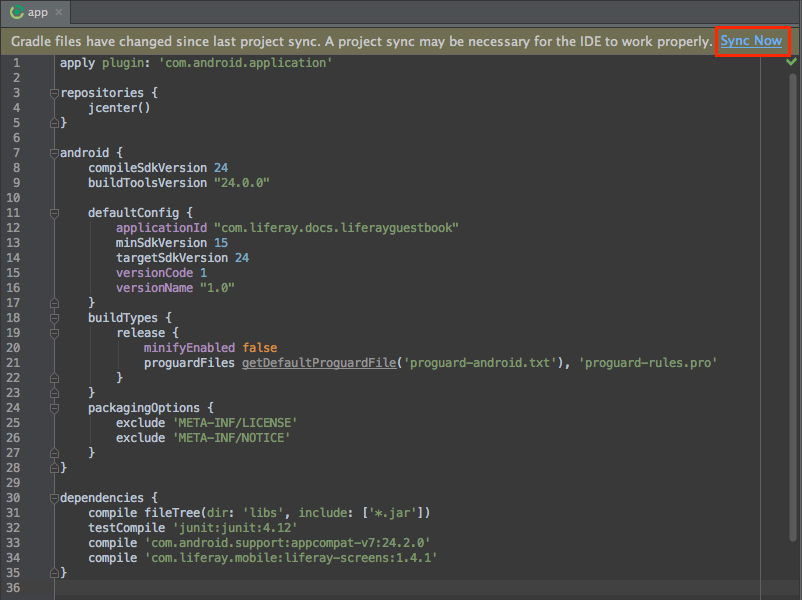 app
Gradle files have changed since last project sync. A project sync may be necessary for the IDE to work properly. Sync Now
1 apply plugin: 'com.android.application'
2
3 repositories {
4     jcenter()
5 }
6
7 android {
8     compileSdkVersion 24
9     buildToolsVersion "24.0.0"
10
11     defaultConfig {
12         applicationId "com.liferay.docs.liferayguestbook"
13         minSdkVersion 15
14         targetSdkVersion 24
15         versionCode 1
16         versionName "1.0"
17     }
18     buildTypes {
19         release {
20             minifyEnabled false
21             proguardFiles getDefaultProguardFile('proguard-android.txt'), 'proguard-rules.pro'
22         }
23     }
24     packagingOptions {
25         exclude 'META-INF/LICENSE'
26         exclude 'META-INF/NOTICE'
27     }
28 }
29
30 dependencies {
31     compile fileTree(dir: 'libs', include: ['*.jar'])
32     testCompile 'junit:junit:4.12'
33     compile 'com.android.support:appcompat-v7:24.2.0'
34     compile 'com.liferay.mobile:liferay-screens:1.4.1'
35 }
36